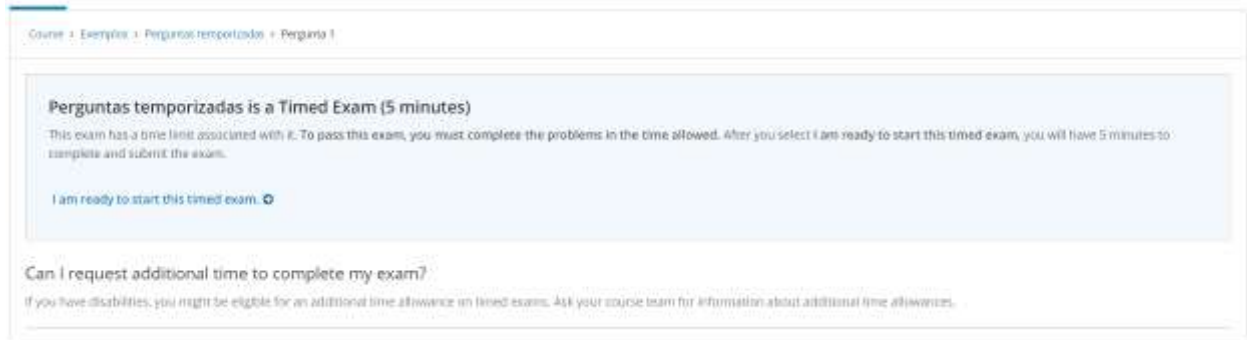 Course > Exemplos > Perguntas temporizadas > Pergunta 1
Perguntas temporizadas is a Timed Exam (5 minutes)
This exam has a time limit associated with it. To pass this exam, you must complete the problems in the time allowed. After you select I am ready to start this timed exam, you will have 5 minutes to
complete and submit the exam.
I am ready to start this timed exam.
Can I request additional time to complete my exam?
If you have disabilities, you might be eligible for an additional time allowance on timed exams. Ask your course team for information about additional time allowances.